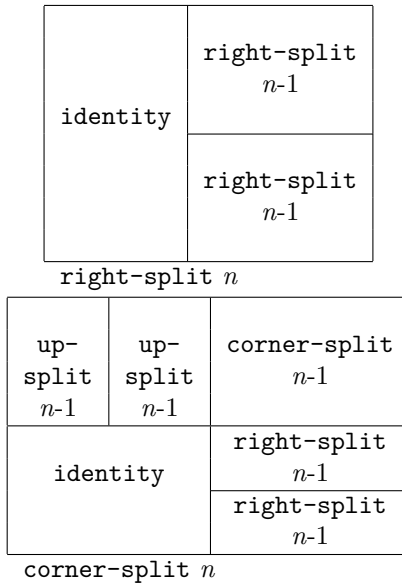 identity
right-split
n-1
right-split
n-1
right-split n
up-
split
n-1
up-
split
n-1
corner-split
n-1
identity
right-split
n-1
right-split
n-1
corner-split n